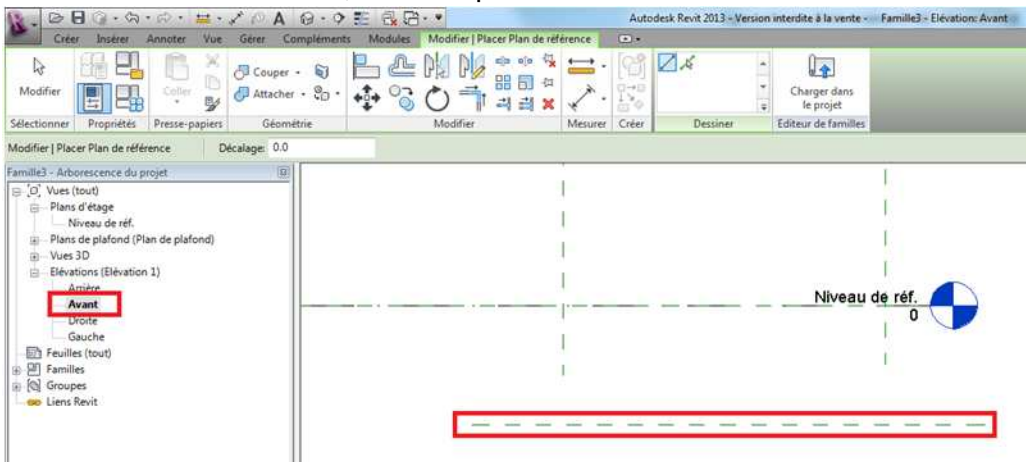 Autodesk Revit 2013 - Version interdite à la vente - Famille3 - Elévation: Avant
Créer Insérer Annoter Vue Gérer Compléments Modules Modifier | Placer Plan de référence
Modifier
Coller
Couper
Attacher
Charger dans
le projet
Sélectionner Propriétés Presse-papiers Géométrie Modifier Mesurer Créer Dessiner Editeur de familles
Modifier | Placer Plan de référence Décalage: 0.0
Famille3 - Arborescence du projet
Vues (tout)
Plans d'étage
Niveau de réf.
Plans de plafond (Plan de plafond)
Vues 3D
Elévations (Elévation 1)
Arrière
Avant
Droite
Gauche
Feuilles (tout)
Familles
Groupes
Liens Revit
Niveau de réf.
0